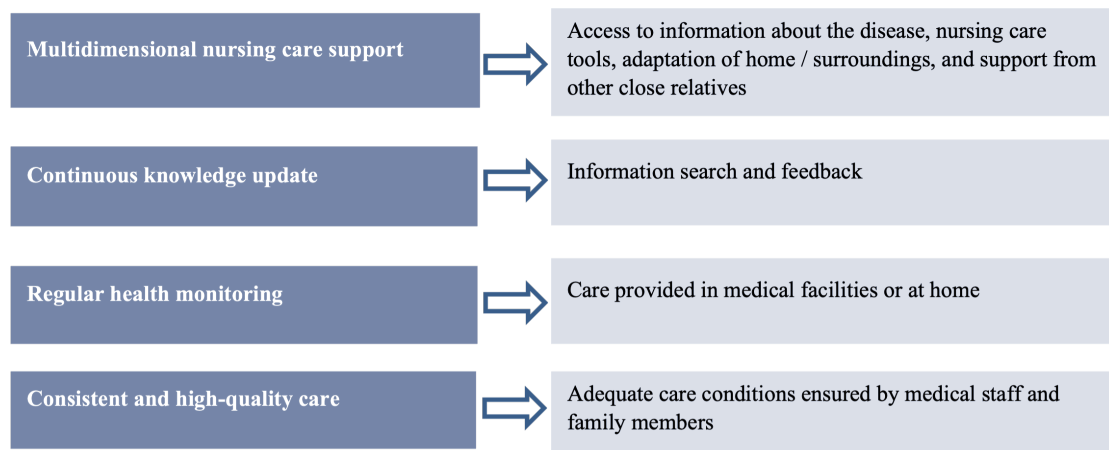 Multidimensional nursing care support
Access to information about the disease, nursing care
tools, adaptation of home / surroundings, and support from
other close relatives
Continuous knowledge update
Information search and feedback
Regular health monitoring
Care provided in medical facilities or at home
Consistent and high-quality care
Adequate care conditions ensured by medical staff and
family members